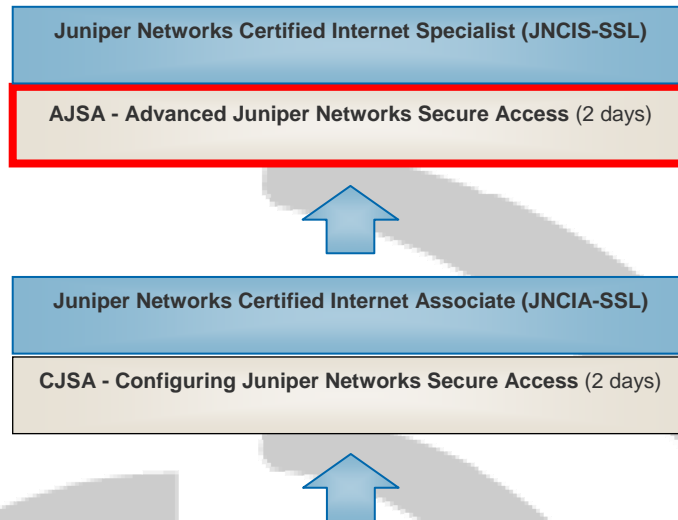 Juniper Networks Certified Internet Specialist (JNCIS-SSL)
AJSA - Advanced Juniper Networks Secure Access (2 days)
Juniper Networks Certified Internet Associate (JNCIA-SSL)
CJSA - Configuring Juniper Networks Secure Access (2 days)